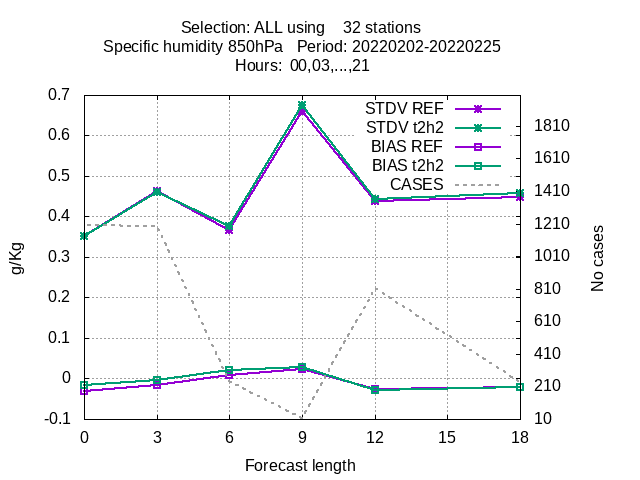 Selection: ALL using    32 stations
Specific humidity 850hPa   Period: 20220202-20220225
Hours:  00,03,...,21
STDV REF
STDV t2h2
BIAS REF
BIAS t2h2
CASES
0.7
0.6
0.5
0.4
0.3
0.2
0.1
0
-0.1
g/Kg
1810
1610
1410
1210
1010
810
610
410
210
10
No cases
0 3 6 9 12 15 18
Forecast length